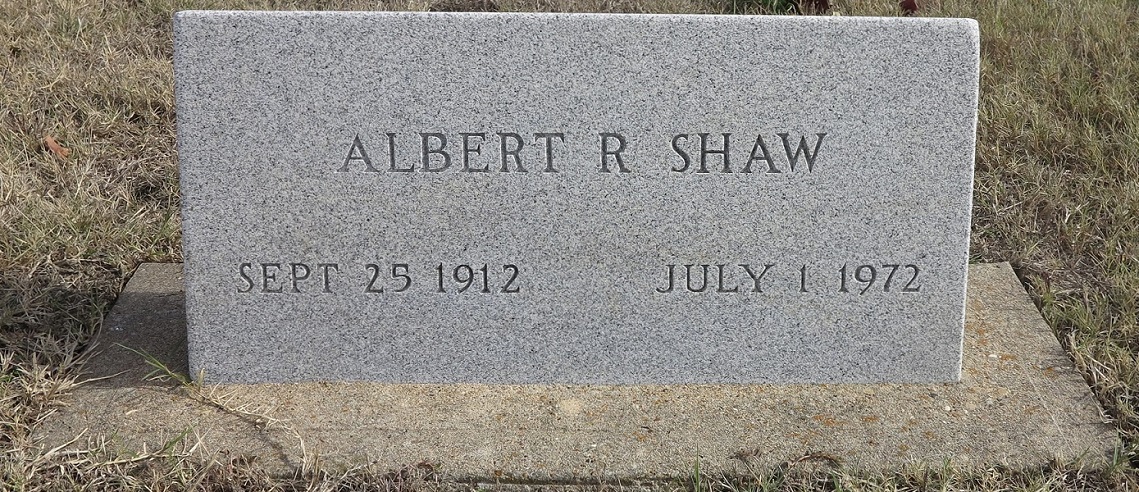 ALBERT R SHAW
SEPT 25 1912 JULY 1 1972